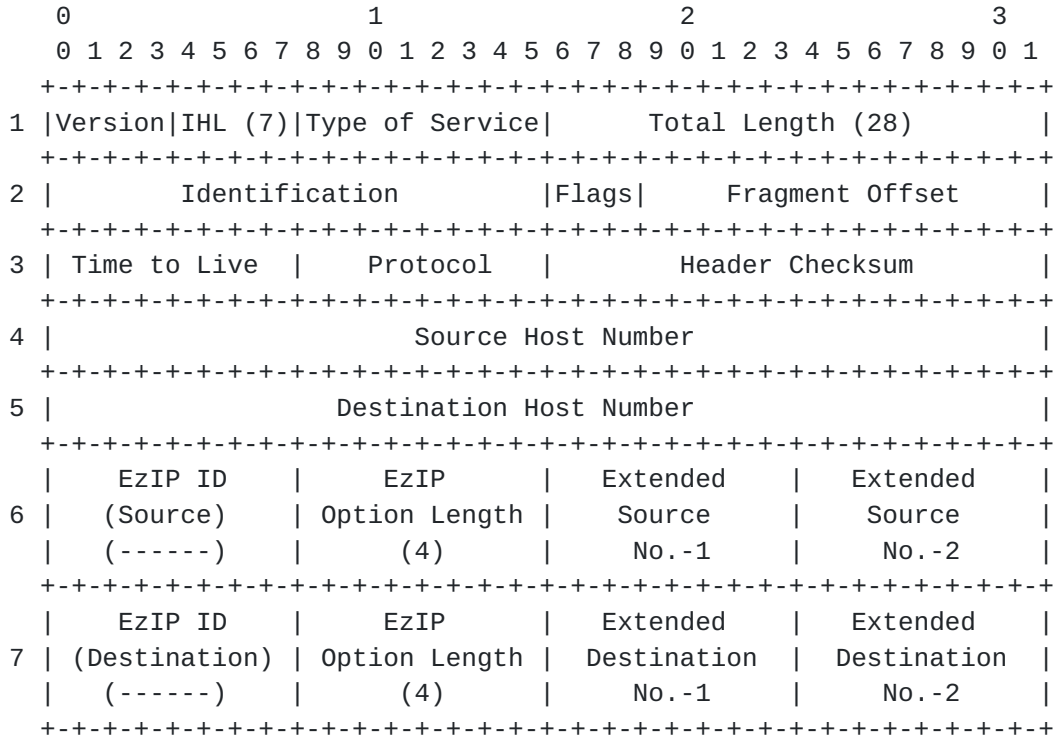 0                   1                   2                   3
    0 1 2 3 4 5 6 7 8 9 0 1 2 3 4 5 6 7 8 9 0 1 2 3 4 5 6 7 8 9 0 1
   +-+-+-+-+-+-+-+-+-+-+-+-+-+-+-+-+-+-+-+-+-+-+-+-+-+-+-+-+-+-+-+-+
 1 |Version|IHL (7)|Type of Service|      Total Length (28)        |
   +-+-+-+-+-+-+-+-+-+-+-+-+-+-+-+-+-+-+-+-+-+-+-+-+-+-+-+-+-+-+-+-+
 2 |        Identification         |Flags|     Fragment Offset     |
   +-+-+-+-+-+-+-+-+-+-+-+-+-+-+-+-+-+-+-+-+-+-+-+-+-+-+-+-+-+-+-+-+
 3 | Time to Live  |    Protocol   |        Header Checksum        |
   +-+-+-+-+-+-+-+-+-+-+-+-+-+-+-+-+-+-+-+-+-+-+-+-+-+-+-+-+-+-+-+-+
 4 |                       Source Host Number                      |
   +-+-+-+-+-+-+-+-+-+-+-+-+-+-+-+-+-+-+-+-+-+-+-+-+-+-+-+-+-+-+-+-+
 5 |                  Destination Host Number                      |
   +-+-+-+-+-+-+-+-+-+-+-+-+-+-+-+-+-+-+-+-+-+-+-+-+-+-+-+-+-+-+-+-+
   |    EzIP ID    |     EzIP      |   Extended    |   Extended    |
 6 |   (Source)    | Option Length |    Source     |    Source     |
   |   (------)    |      (4)      |     No.-1     |     No.-2     |
   +-+-+-+-+-+-+-+-+-+-+-+-+-+-+-+-+-+-+-+-+-+-+-+-+-+-+-+-+-+-+-+-+
   |    EzIP ID    |     EzIP      |   Extended    |   Extended    |
 7 | (Destination) | Option Length |  Destination  |  Destination  |
   |   (------)    |      (4)      |     No.-1     |     No.-2     |
   +-+-+-+-+-+-+-+-+-+-+-+-+-+-+-+-+-+-+-+-+-+-+-+-+-+-+-+-+-+-+-+-+